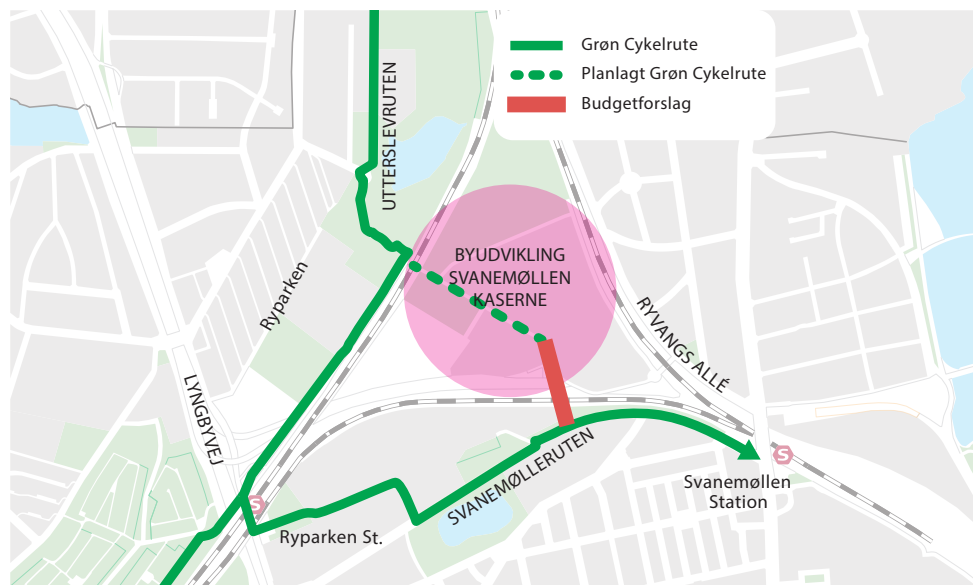 Grøn Cykelrute
Planlagt Grøn Cykelrute
Budgetforslag
UTTERSLEVRUTEN
BYUDVIKLING
SVANEMØLLEN
KASERNE
Ryparken
RYVANGS ALLÉ
LYNGBYVEJ
SVANEMØLLERUTEN
S
Svanemøllen
Station
S
Ryparken St.